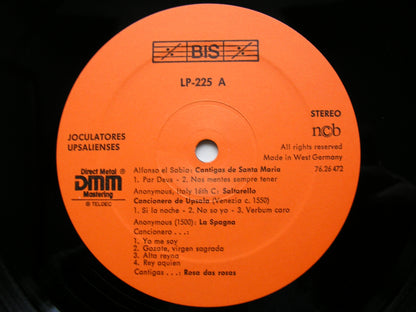 BIS
LP-225 A
STEREO
ncb
JOCULATORES
UPSALIENSES
All rights reserved
Made in West Germany
76.26 472
Direct Metal ®
DMM
Mastering
© TELDEC
Alfonso el Sabio: Cantigas de Santa Maria
1. Por Deus - 2. Nas mentes sempre tener
Anonymous, Italy 16th C: Saltarello
Cancionero de Upsala (Venezia c. 1550)
1. Si la noche - 2. No so yo - 3. Verbum caro
Anonymous (1500): La Spagna
Cancionero ...:
1. Yo me soy
2. Gozate, virgen sagrada
3. Alta reyna
4. Rey aquien
Cantigas ...: Rosa das rosas